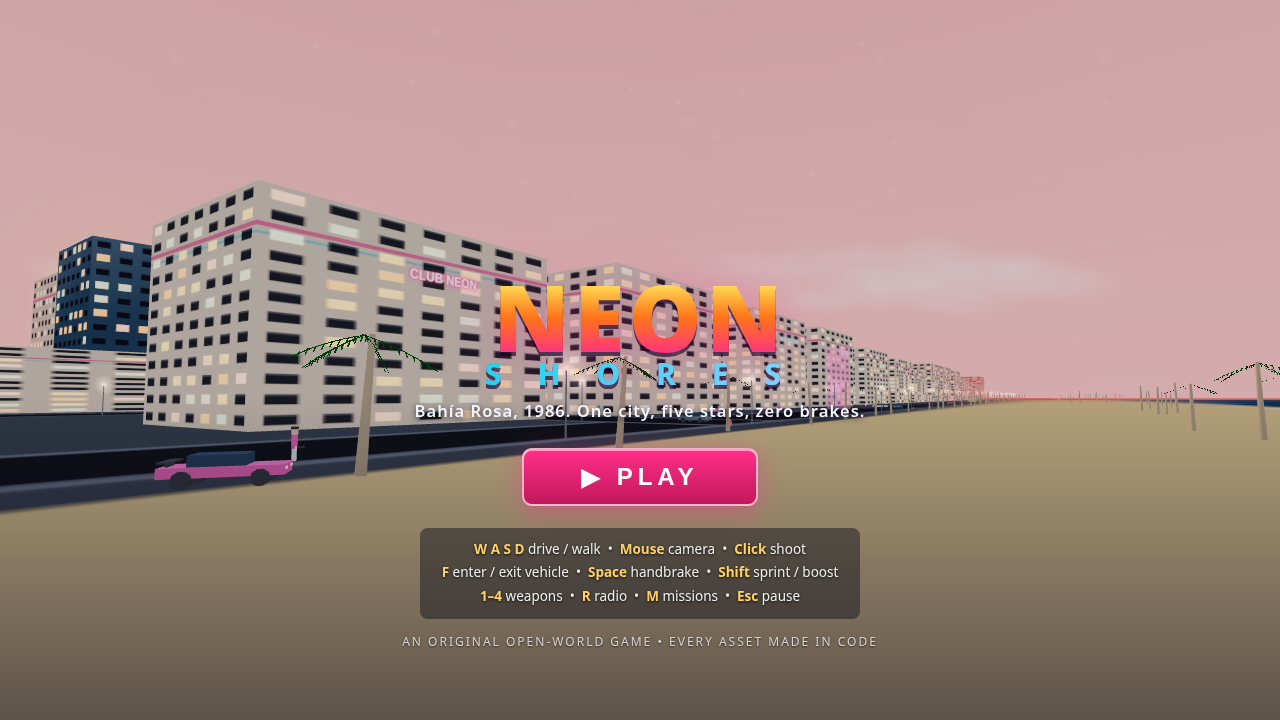 CLUB NEON
NEON
SHORES
Bahía Rosa, 1986. One city, five stars, zero brakes.
▶ PLAY
W A S D drive / walk • Mouse camera • Click shoot
F enter / exit vehicle • Space handbrake • Shift sprint / boost
1–4 weapons • R radio • M missions • Esc pause
AN ORIGINAL OPEN-WORLD GAME • EVERY ASSET MADE IN CODE